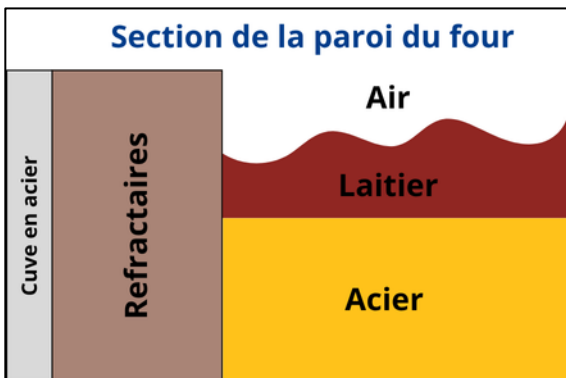 Section de la paroi du four
Air
Cuve en acier
Refractaires
Laitier
Acier